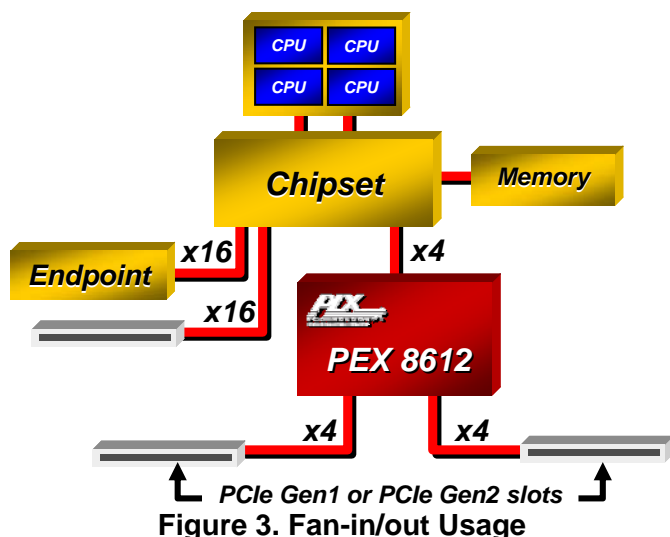 CPU CPU
CPU CPU
Chipset
Memory
x16
x4
Endpoint
x16
PLX
PEX 8612
x4
x4
PCIe Gen1 or PCIe Gen2 slots
Figure 3. Fan-in/out Usage